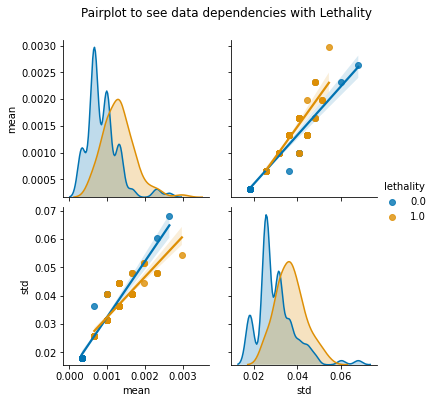 Pairplot to see data dependencies with Lethality
0.0030
0.0025
0.0020
0.0015
0.0010
0.0005
mean
lethality
0.0
1.0
0.07
0.06
0.05
0.04
0.03
0.02
std
0.000 0.001 0.002 0.003
mean
0.02 0.04 0.06
std